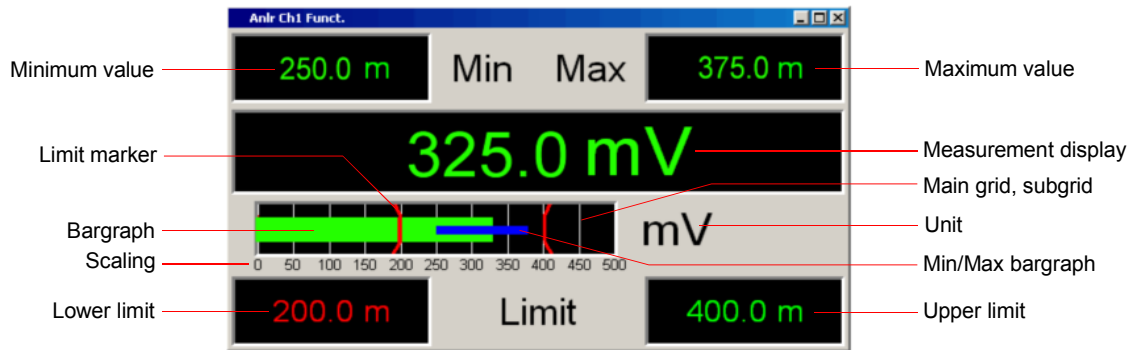 Anlr Ch1 Funct.
Minimum value
250.0 m
Min
Max
375.0 m
Maximum value
Limit marker
325.0 mV
Measurement display
Main grid, subgrid
Bargraph
mV
Unit
Scaling
0 50 100 150 200 250 300 350 400 450 500
Min/Max bargraph
Lower limit
200.0 m
Limit
400.0 m
Upper limit